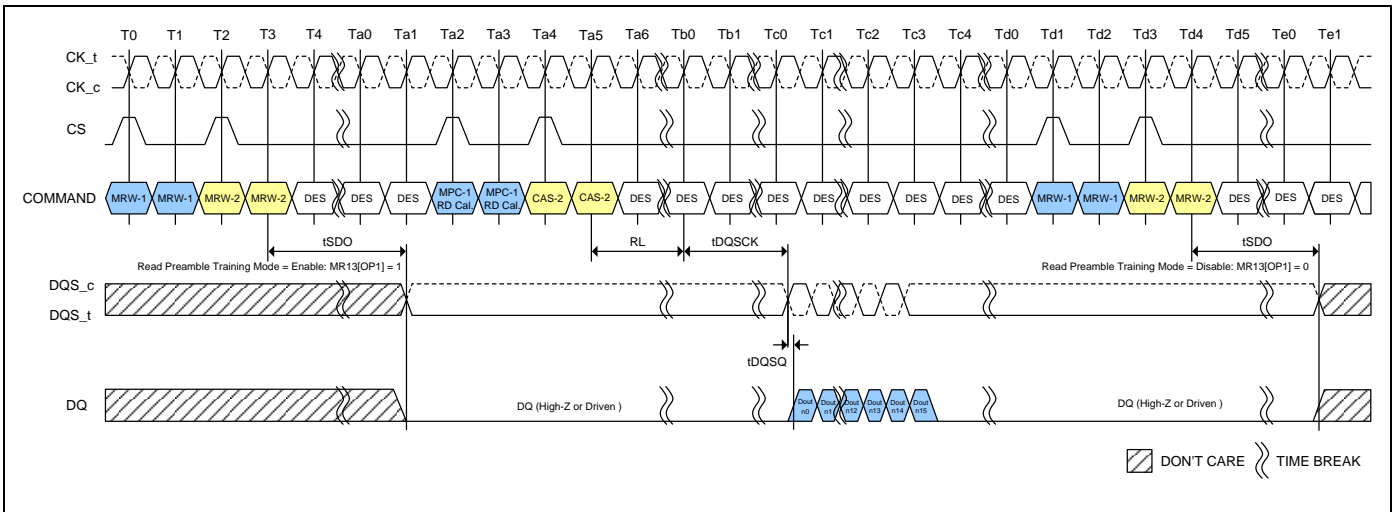 T0 T1 T2 T3 T4 Ta0 Ta1 Ta2 Ta3 Ta4 Ta5 Ta6 Tb0 Tb1 Tc0 Tc1 Tc2 Tc3 Tc4 Td0 Td1 Td2 Td3 Td4 Td5 Te0 Te1
CK_t
CK_c
CS
COMMAND MRW-1 MRW-1 MRW-2 MRW-2 DES DES DES MPC-1 RD Cal. MPC-1 RD Cal. CAS-2 CAS-2 DES DES DES DES DES DES DES DES DES MRW-1 MRW-1 MRW-2 MRW-2 DES DES DES
tSDO RL tDQSCK tSDO
Read Preamble Training Mode = Enable: MR13[OP1] = 1 Read Preamble Training Mode = Disable: MR13[OP1] = 0
DQS_c
DQS_t
tDQSQ
DQ DQ (High-Z or Driven ) Dout n0 Dout n1 Dout n12 Dout n13 Dout n14 Dout n15 DQ (High-Z or Driven )
DON'T CARE TIME BREAK